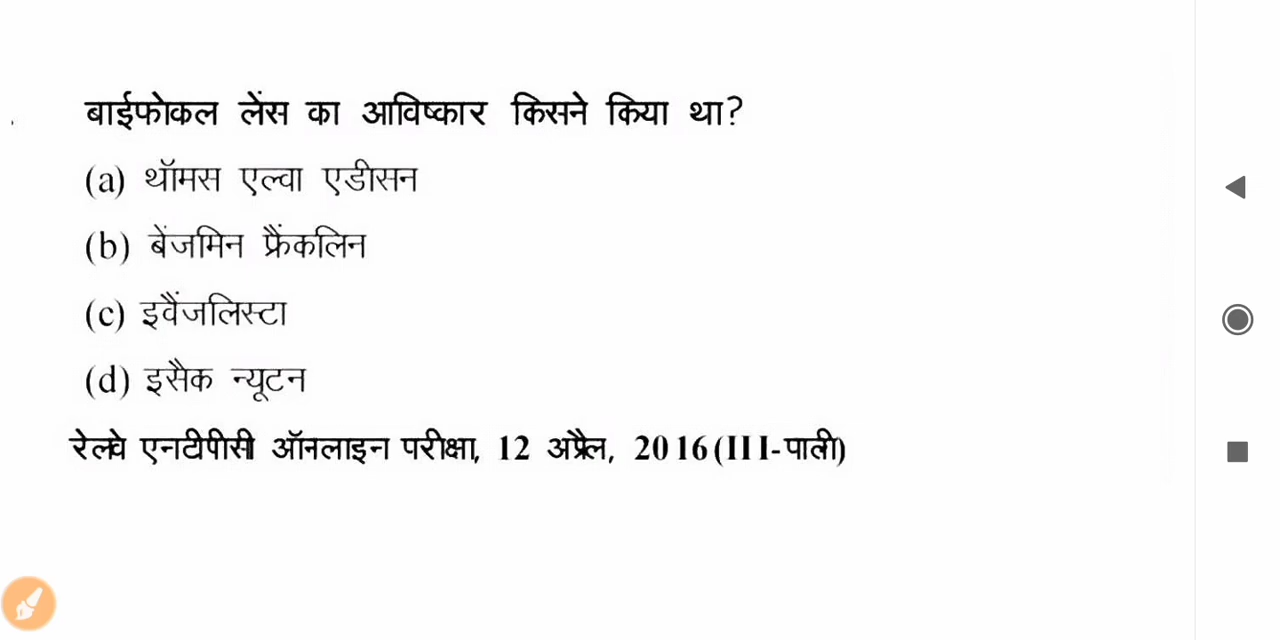 बाईफोकल लेंस का आविष्कार किसने किया था?
(a) थॉमस एल्वा एडीसन
(b) बेंजमिन फ्रैंकलिन
(c) इवैंजलिस्टा
(d) इसैक न्यूटन
रेलवे एनटीपीसी ऑनलाइन परीक्षा, 12 अप्रैल, 2016 (III-पाली)